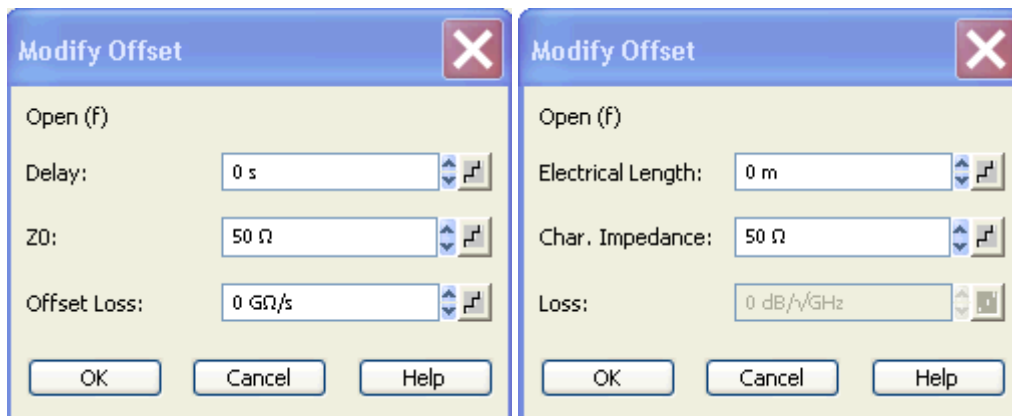 Modify Offset
Open (f)
Delay: 0 s
Z0: 50 Ω
Offset Loss: 0 GΩ/s
OK Cancel Help
Modify Offset
Open (f)
Electrical Length: 0 m
Char. Impedance: 50 Ω
Loss: 0 dB/√GHz
OK Cancel Help